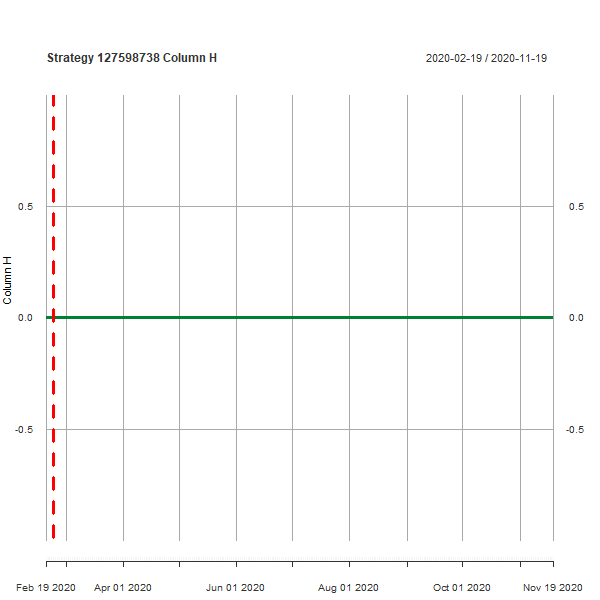 Strategy 127598738 Column H
2020-02-19 / 2020-11-19
0.5
0.5
Column H
0.0
0.0
-0.5
-0.5
Feb 19 2020
Apr 01 2020
Jun 01 2020
Aug 01 2020
Oct 01 2020
Nov 19 2020